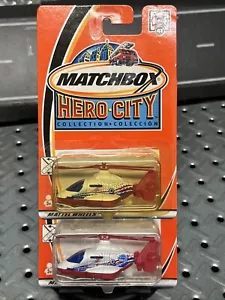 MATCHBOX
HERO·CITY
COLLECTION·COLECCIÓN
MATTEL WHEELS